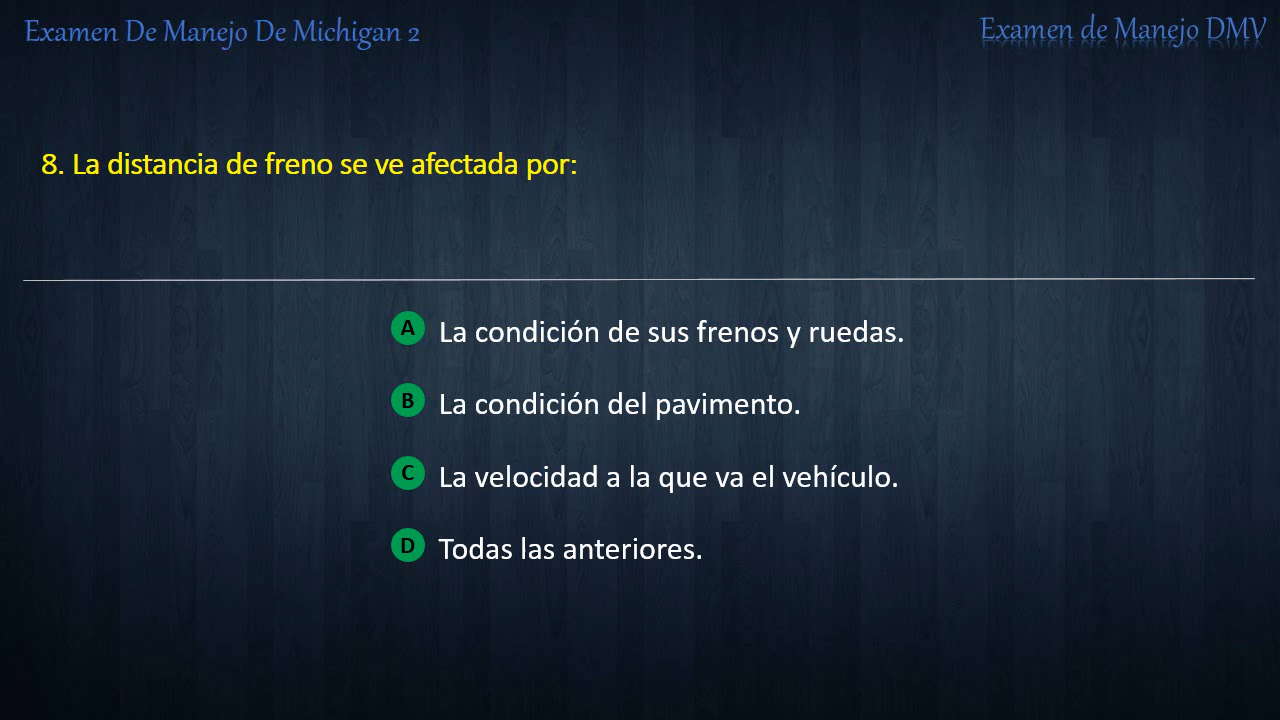 Examen De Manejo De Michigan 2
Examen de Manejo DMV
8. La distancia de freno se ve afectada por:
A La condición de sus frenos y ruedas.
B La condición del pavimento.
C La velocidad a la que va el vehículo.
D Todas las anteriores.